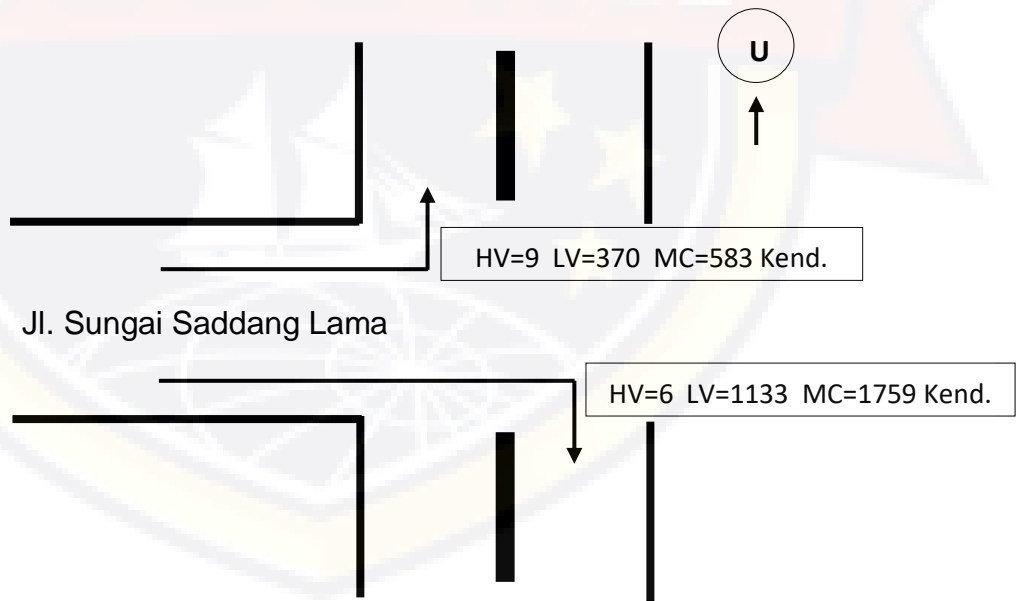 U
HV=9 LV=370 MC=583 Kend.
Jl. Sungai Saddang Lama
HV=6 LV=1133 MC=1759 Kend.